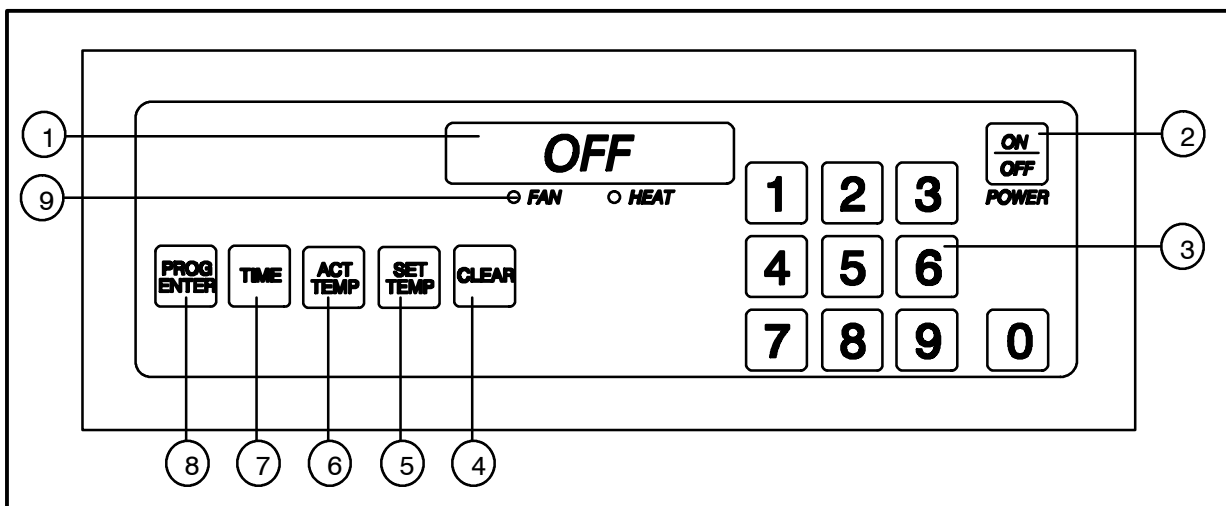 1
OFF
2
ON
OFF
POWER
9
FAN
HEAT
1 2 3
3
PROG
ENTER
TIME
ACT
TEMP
SET
TEMP
CLEAR
4 5 6
7 8 9 0
8
7
6
5
4